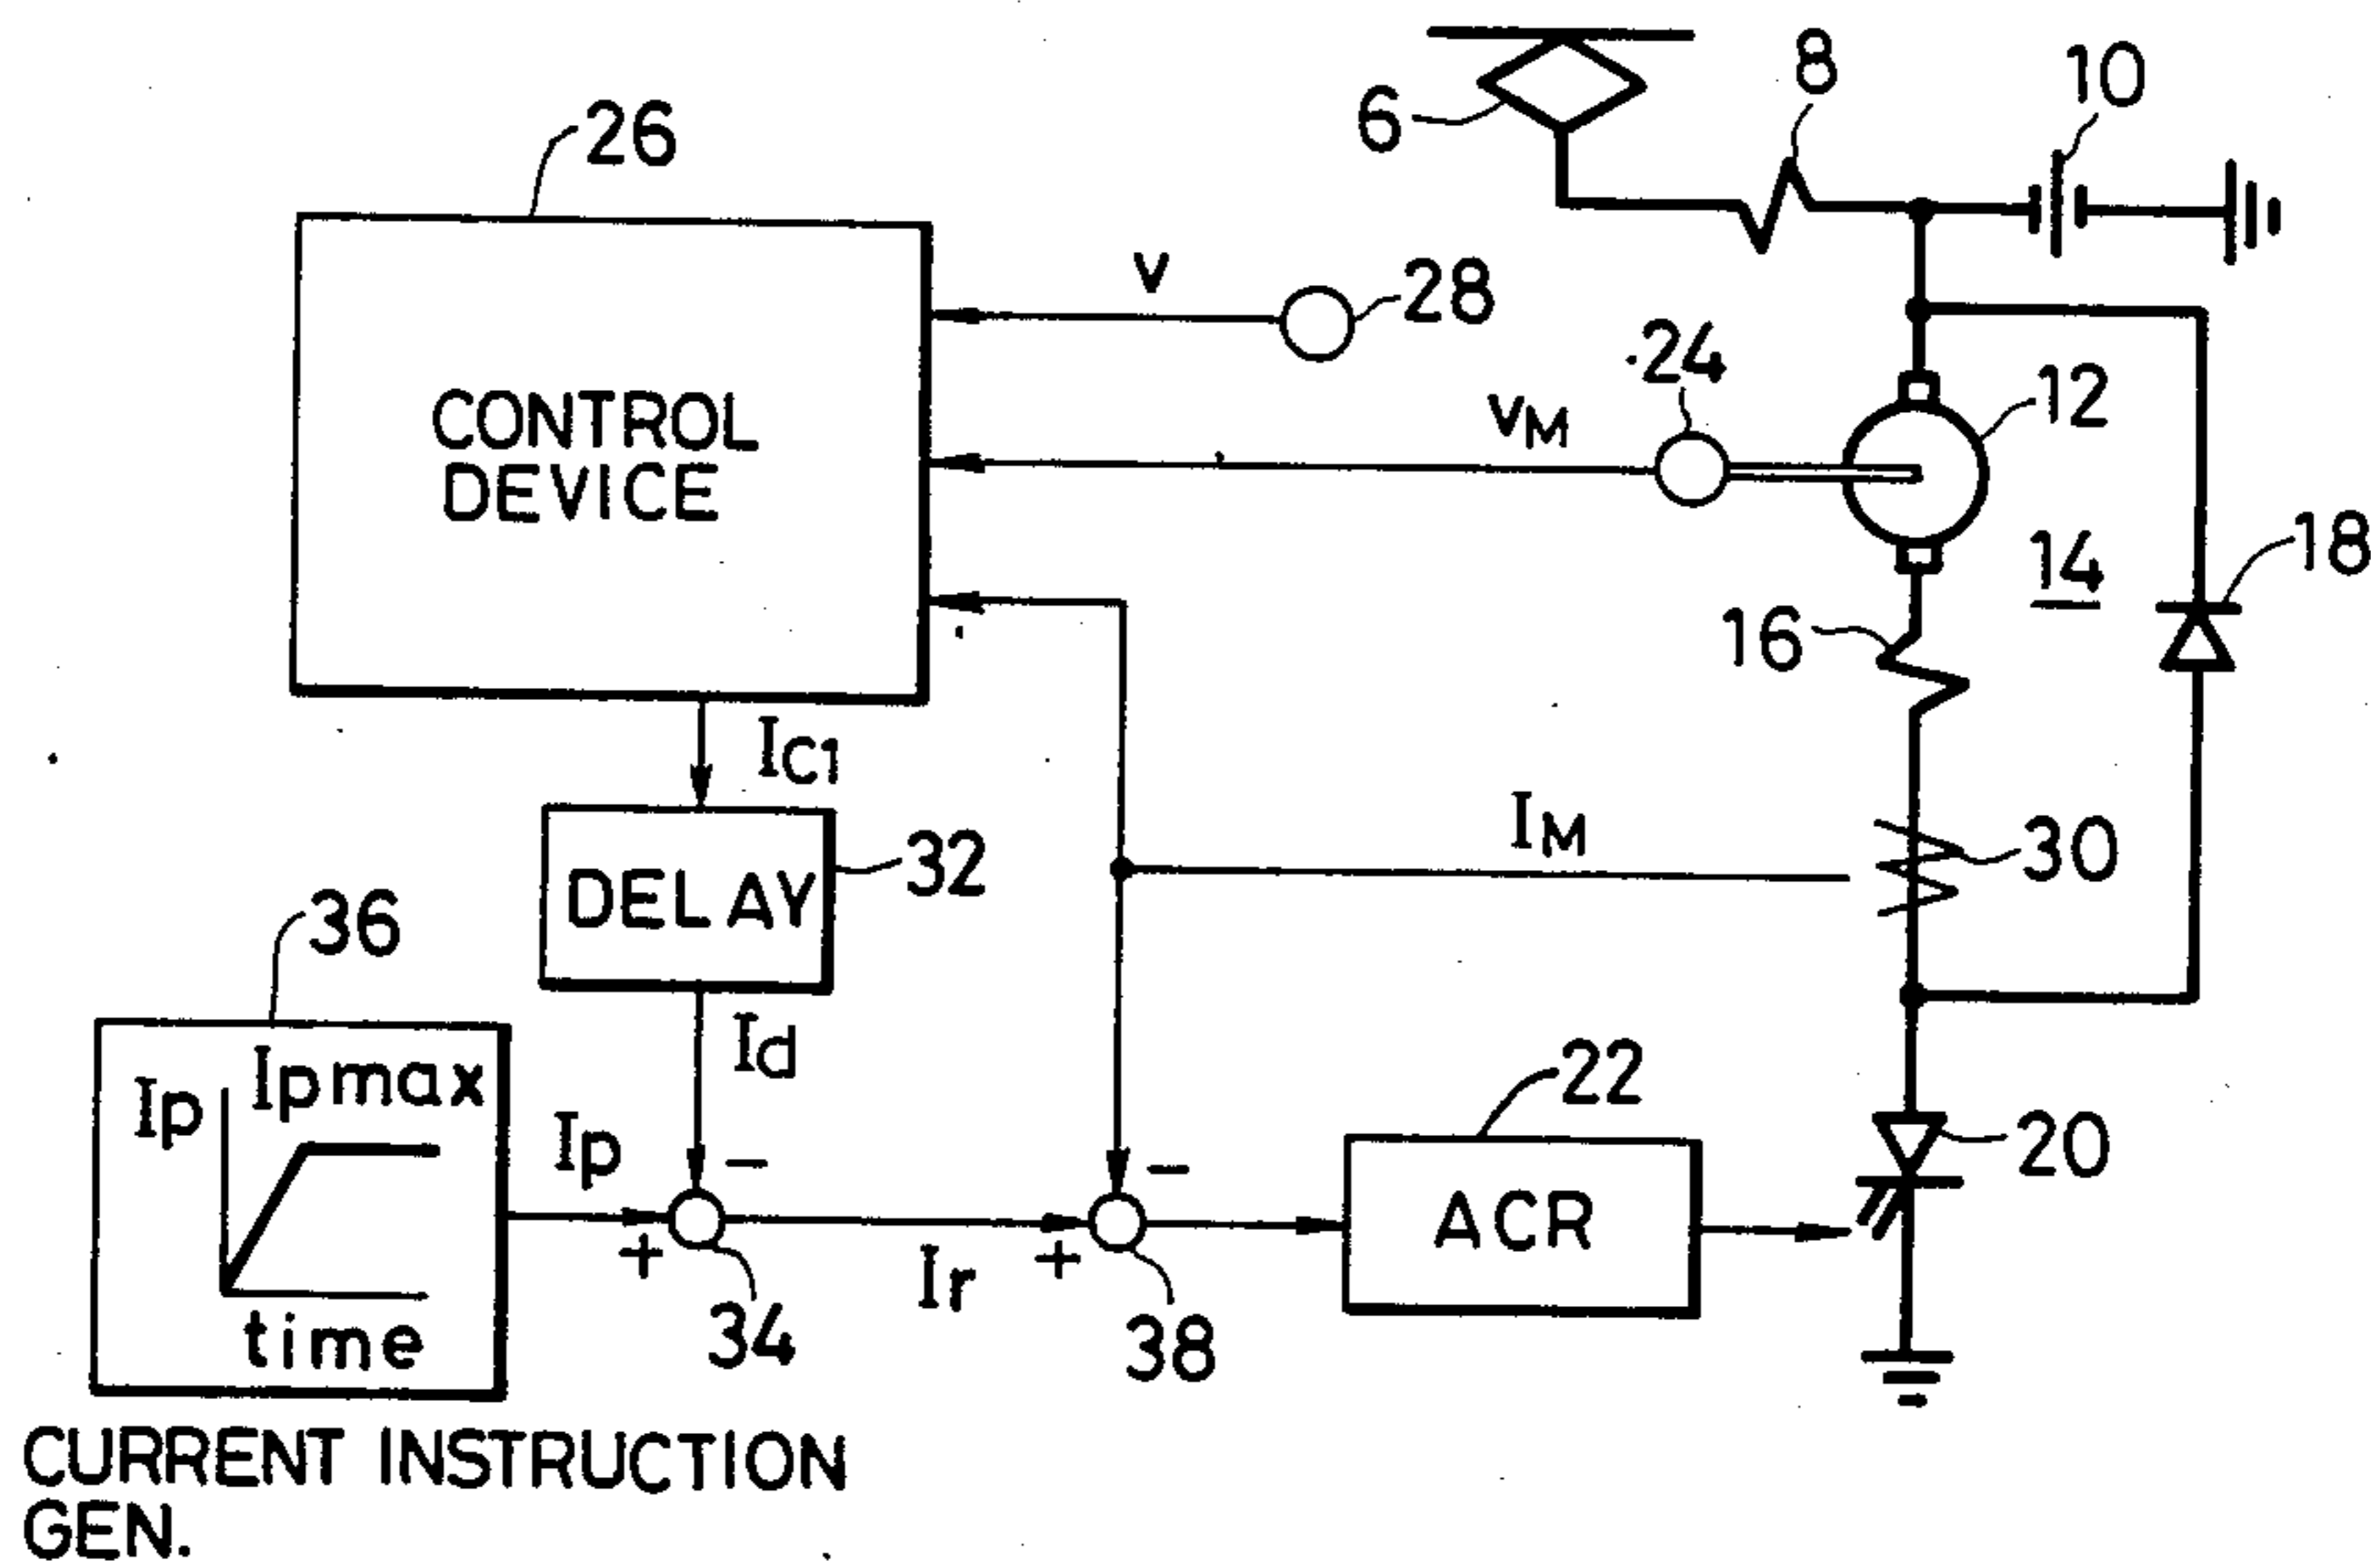 6
8
10
26
V
28
24
VM
12
CONTROL
DEVICE
14
18
16
IC1
IM
30
DELAY
32
36
Id
Ip
Ipmax
time
Ip
-
+
34
Ir
-
+
38
22
ACR
20
CURRENT INSTRUCTION
GEN.